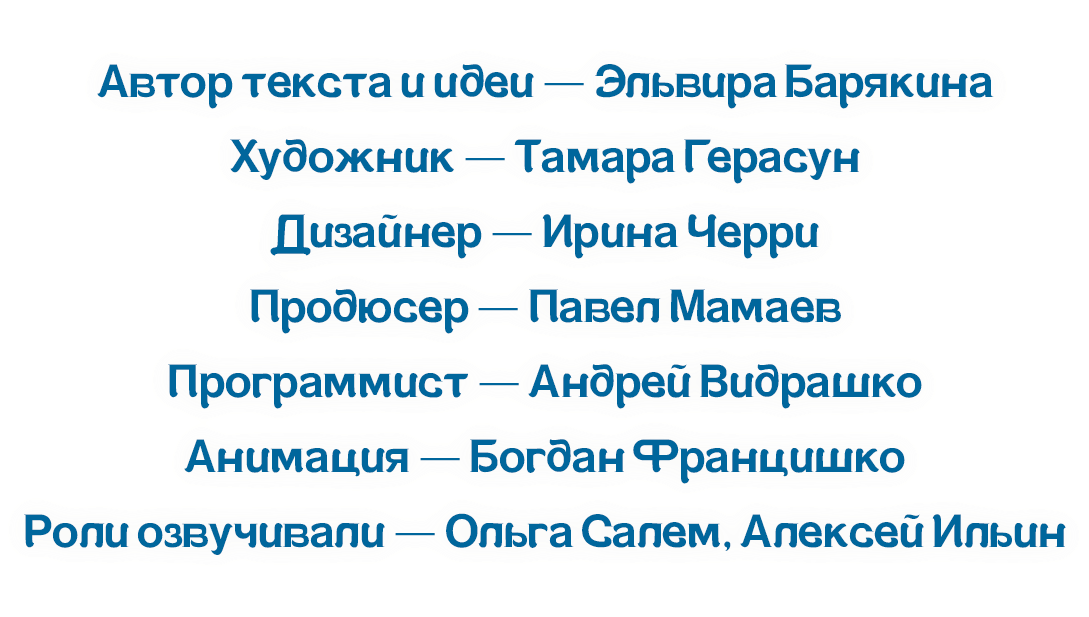 Автор текста и идеи — Эльвира Барякина
Художник — Тамара Герасун
Дизайнер — Ирина Черри
Продюсер — Павел Мамаев
Программист — Андрей Видрашко
Анимация — Богдан Францишко
Роли озвучивали — Ольга Салем, Алексей Ильин